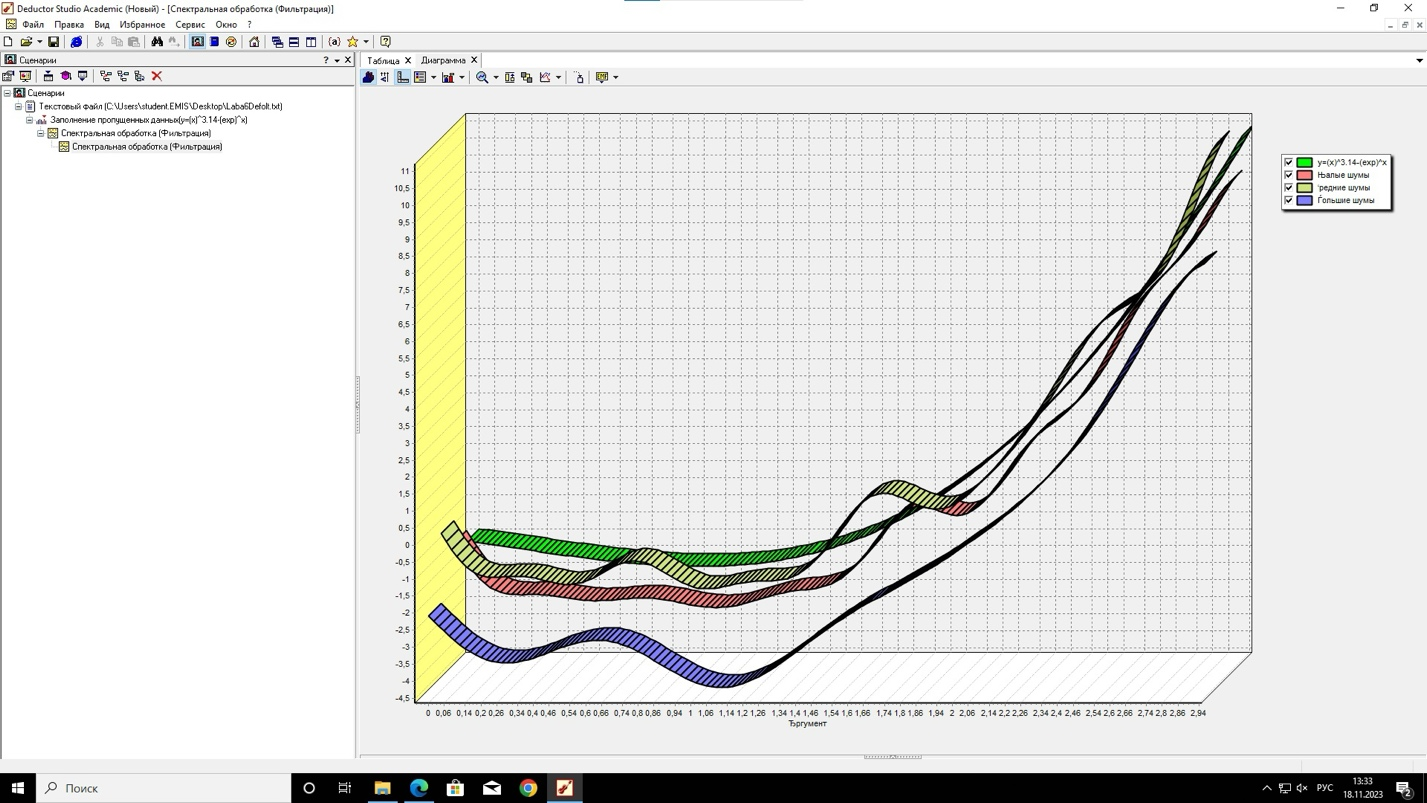 Deductor Studio Academic (Новый) - [Спектральная обработка (Фильтрация)]
Файл Правка Вид Избранное Сервис Окно ?
Сценарии
Сценарии
Текстовый файл (C:\Users\student.EMIS\Desktop\Laba6Defolt.txt)
Заполнение пропущенных данных(y=(x)^3.14-(exp)^x)
Спектральная обработка (Фильтрация)
Спектральная обработка (Фильтрация)
Таблица Диаграмма
11
10,5
10
9,5
9
8,5
8
7,5
7
6,5
6
5,5
5
4,5
4
3,5
3
2,5
2
1,5
1
0,5
0
-0,5
-1
-1,5
-2
-2,5
-3
-3,5
-4
-4,5
0 0,06 0,14 0,2 0,26 0,34 0,4 0,46 0,54 0,6 0,66 0,74 0,8 0,86 0,94 1 1,06 1,14 1,2 1,26 1,34 1,4 1,46 1,54 1,6 1,66 1,74 1,8 1,86 1,94 2 2,06 2,14 2,2 2,26 2,34 2,4 2,46 2,54 2,6 2,66 2,74 2,8 2,86 2,94
Ђргумент
y=(x)^3.14-(exp)^x
Њалые шумы
'редние шумы
Ѓольшие шумы
Поиск
РУС
13:33
18.11.2023
2